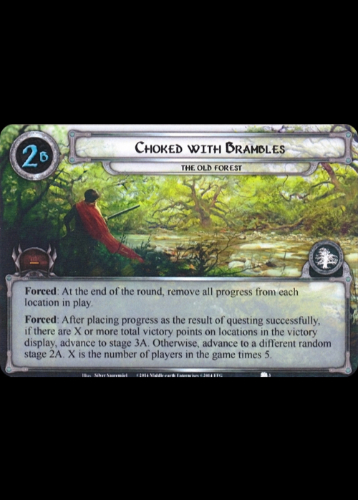 2B
Choked with Brambles
The Old Forest
Forced: At the end of the round, remove all progress from each
location in play.
Forced: After placing progress as the result of questing successfully,
if there are X or more total victory points on locations in the victory
display, advance to stage 3A. Otherwise, advance to a different random
stage 2A. X is the number of players in the game times 5.